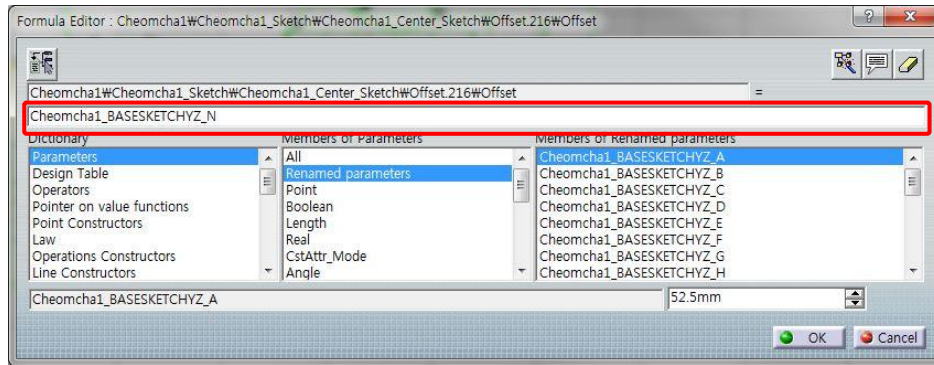 Formula Editor : Cheomcha1₩Cheomcha1_Sketch₩Cheomcha1_Center_Sketch₩Offset.216₩Offset
Cheomcha1₩Cheomcha1_Sketch₩Cheomcha1_Center_Sketch₩Offset.216₩Offset =
Cheomcha1_BASESKETCHYZ_N
Dictionary Members of Parameters Members of Renamed parameters
Parameters All Cheomcha1_BASESKETCHYZ_A
Design Table Renamed parameters Cheomcha1_BASESKETCHYZ_B
Operators Point Cheomcha1_BASESKETCHYZ_C
Pointer on value functions Boolean Cheomcha1_BASESKETCHYZ_D
Point Constructors Length Cheomcha1_BASESKETCHYZ_E
Law Real Cheomcha1_BASESKETCHYZ_F
Operations Constructors CstAttr_Mode Cheomcha1_BASESKETCHYZ_G
Line Constructors Angle Cheomcha1_BASESKETCHYZ_H
Cheomcha1_BASESKETCHYZ_A 52.5mm
OK Cancel